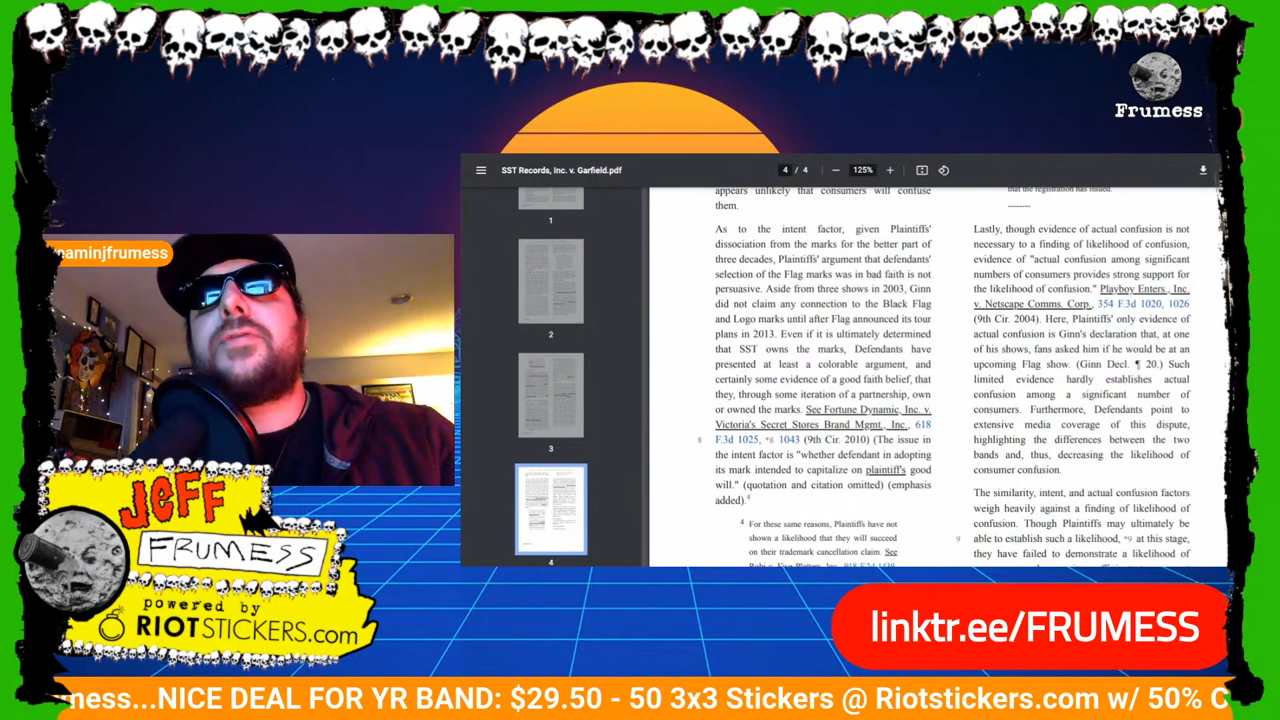 Frumess
SST Records, Inc. v. Garfield.pdf
4 / 4
125%
1
2
3
4
appears unlikely that consumers will confuse
them.
As to the intent factor, given Plaintiffs'
dissociation from the marks for the better part of
three decades, Plaintiffs' argument that defendants'
selection of the Flag marks was in bad faith is not
persuasive. Aside from three shows in 2003, Ginn
did not claim any connection to the Black Flag
and Logo marks until after Flag announced its tour
plans in 2013. Even if it is ultimately determined
that SST owns the marks, Defendants have
presented at least a colorable argument, and
certainly some evidence of a good faith belief, that
they, through some iteration of a partnership, own
or owned the marks. See Fortune Dynamic, Inc. v.
Victoria's Secret Stores Brand Mgmt., Inc., 618
8 F.3d 1025, *8 1043 (9th Cir. 2010) (The issue in
the intent factor is "whether defendant in adopting
its mark intended to capitalize on plaintiff's good
will." (quotation and citation omitted) (emphasis
added).4
4 For these same reasons, Plaintiffs have not
shown a likelihood that they will succeed
on their trademark cancellation claim. See
that the registration has issued.
--------
Lastly, though evidence of actual confusion is not
necessary to a finding of likelihood of confusion,
evidence of "actual confusion among significant
numbers of consumers provides strong support for
the likelihood of confusion." Playboy Enters., Inc.
v. Netscape Comms. Corp., 354 F.3d 1020, 1026
(9th Cir. 2004). Here, Plaintiffs' only evidence of
actual confusion is Ginn's declaration that, at one
of his shows, fans asked him if he would be at an
upcoming Flag show. (Ginn Decl. ¶ 20.) Such
limited evidence hardly establishes actual
confusion among a significant number of
consumers. Furthermore, Defendants point to
extensive media coverage of this dispute,
highlighting the differences between the two
bands and, thus, decreasing the likelihood of
consumer confusion.
The similarity, intent, and actual confusion factors
weigh heavily against a finding of likelihood of
confusion. Though Plaintiffs may ultimately be
9 able to establish such a likelihood, *9 at this stage,
they have failed to demonstrate a likelihood of
eaminjfrumess
JEFF
FRUMESS
powered by
RIOTSTICKERS.com
linktr.ee/FRUMESS
mess...NICE DEAL FOR YR BAND: $29.50 - 50 3x3 Stickers @ Riotstickers.com w/ 50% C